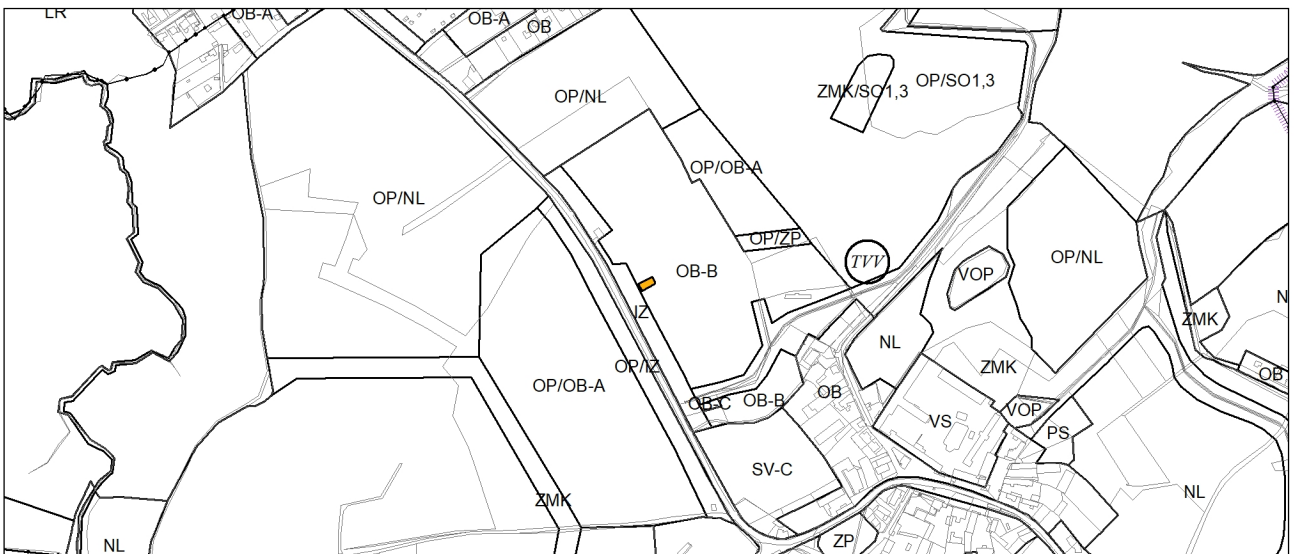 LR
OB-A
OB-A
OB
OP/NL
ZMK/SO1,3
OP/SO1,3
OP/OB-A
OP/NL
OP/ZP
TVV
OB-B
VOP
OP/NL
IZ
ZMK
NL
OP/IZ
ZMK
OP/OB-A
OB
OB-C
OB-B
OB
VOP
VS
PS
SV-C
NL
ZMK
ZP
NL